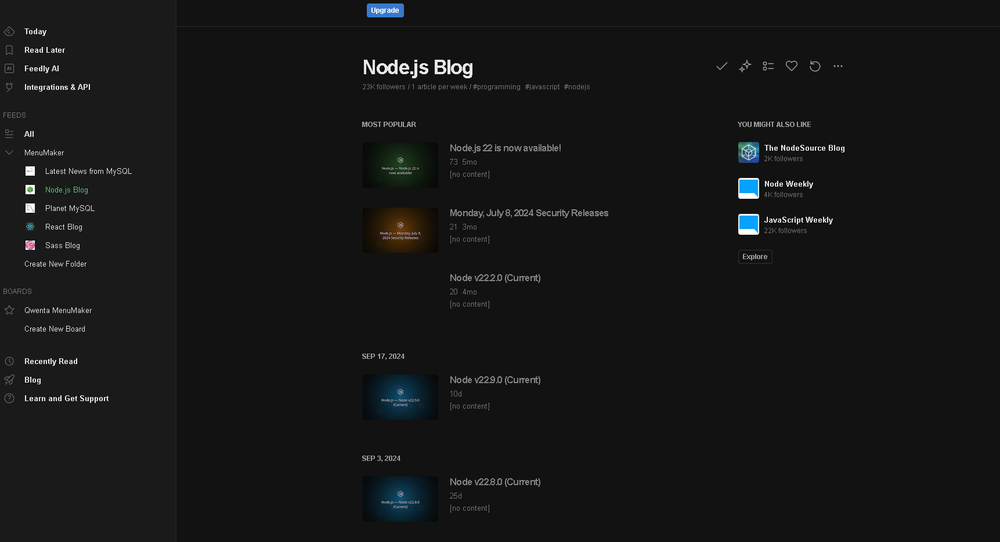 Upgrade
Today
Read Later
AI
Feedly AI
Integrations & API
FEEDS
All
MenuMaker
Latest News from MySQL
Node.js Blog
Planet MySQL
React Blog
Sass Blog
Create New Folder
BOARDS
Qwenta MenuMaker
Create New Board
Recently Read
Blog
Learn and Get Support
Node.js Blog
23K followers / 1 article per week / #programming #javascript #nodejs
MOST POPULAR
Node.js — Node.js 22 is
now available!
Node.js 22 is now available!
73 5mo
[no content]
Node.js — Monday, July 8,
2024 Security Releases
Monday, July 8, 2024 Security Releases
21 3mo
[no content]
Node v22.2.0 (Current)
20 4mo
[no content]
SEP 17, 2024
Node.js — Node v22.9.0
(Current)
Node v22.9.0 (Current)
10d
[no content]
SEP 3, 2024
Node.js — Node v22.8.0
(Current)
Node v22.8.0 (Current)
25d
[no content]
YOU MIGHT ALSO LIKE
The NodeSource Blog
2K followers
Node Weekly
4K followers
JavaScript Weekly
22K followers
Explore